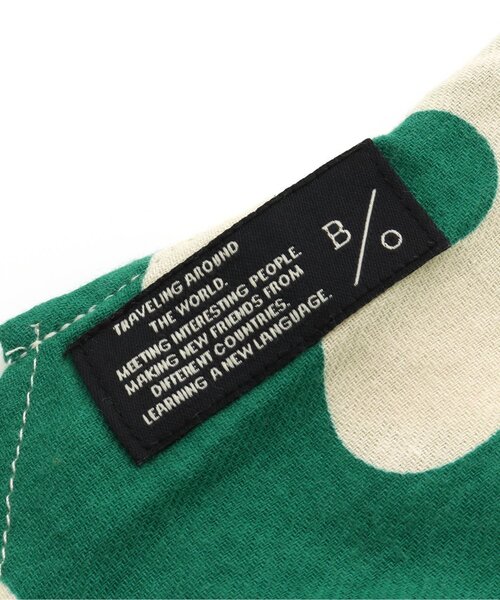 TRAVELING AROUND
THE WORLD.
MEETING INTERESTING PEOPLE.
MAKING NEW FRIENDS FROM
DIFFERENT COUNTRIES.
LEARNING A NEW LANGUAGE.
B/O